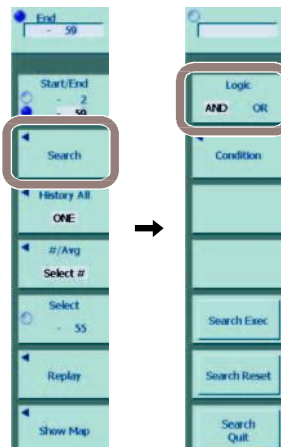 End
- 59
Start/End
- 2
- 59
Search
History All
ONE
#/Avg
Select #
Select
- 55
Replay
Show Map
Logic
AND OR
Condition
Search Exec
Search Reset
Search
Quit